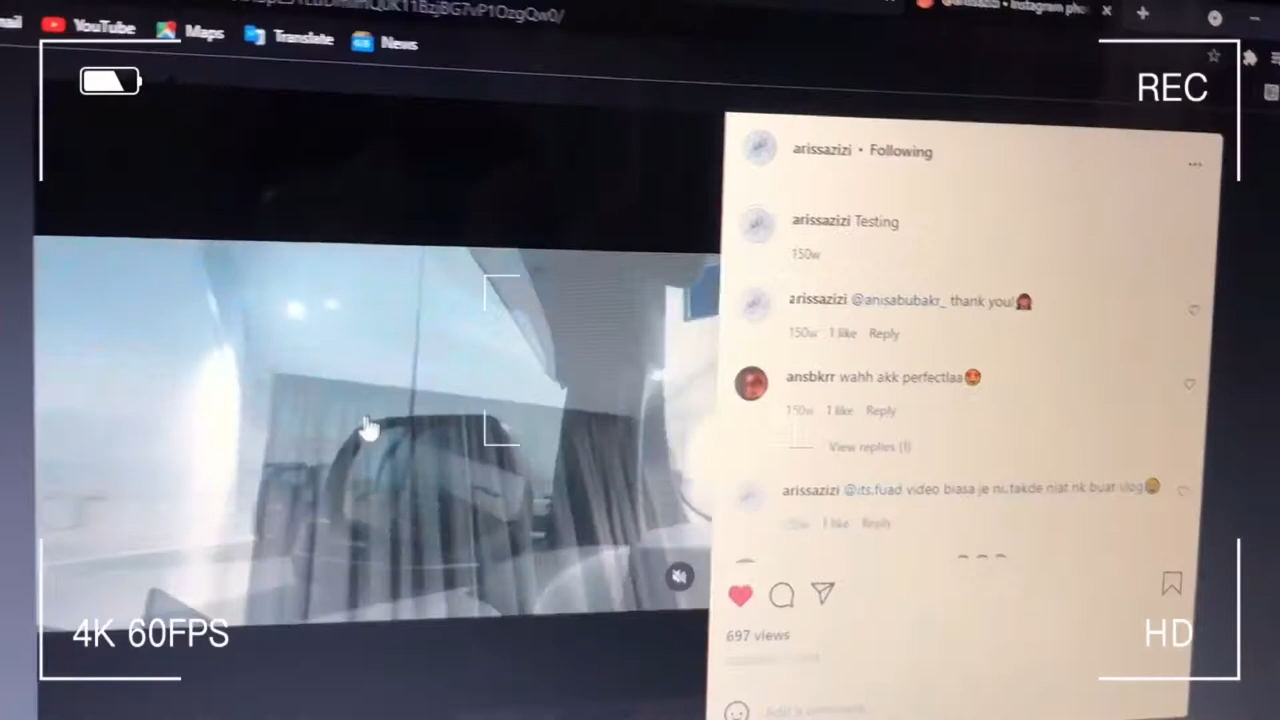 YouTube
Maps
Translate
News
REC
arissazizi • Following
arissazizi Testing
150w
arissazizi @anisabubakr_ thank you!
150w 1 like Reply
ansbkrr wahh akk perfectlaa😍
150w 1 like Reply
View replies (1)
arissazizi @its.fuad video biasa je ni..takde niat nk buat vlog
1 like Reply
697 views
Add a comment...
4K 60FPS
HD